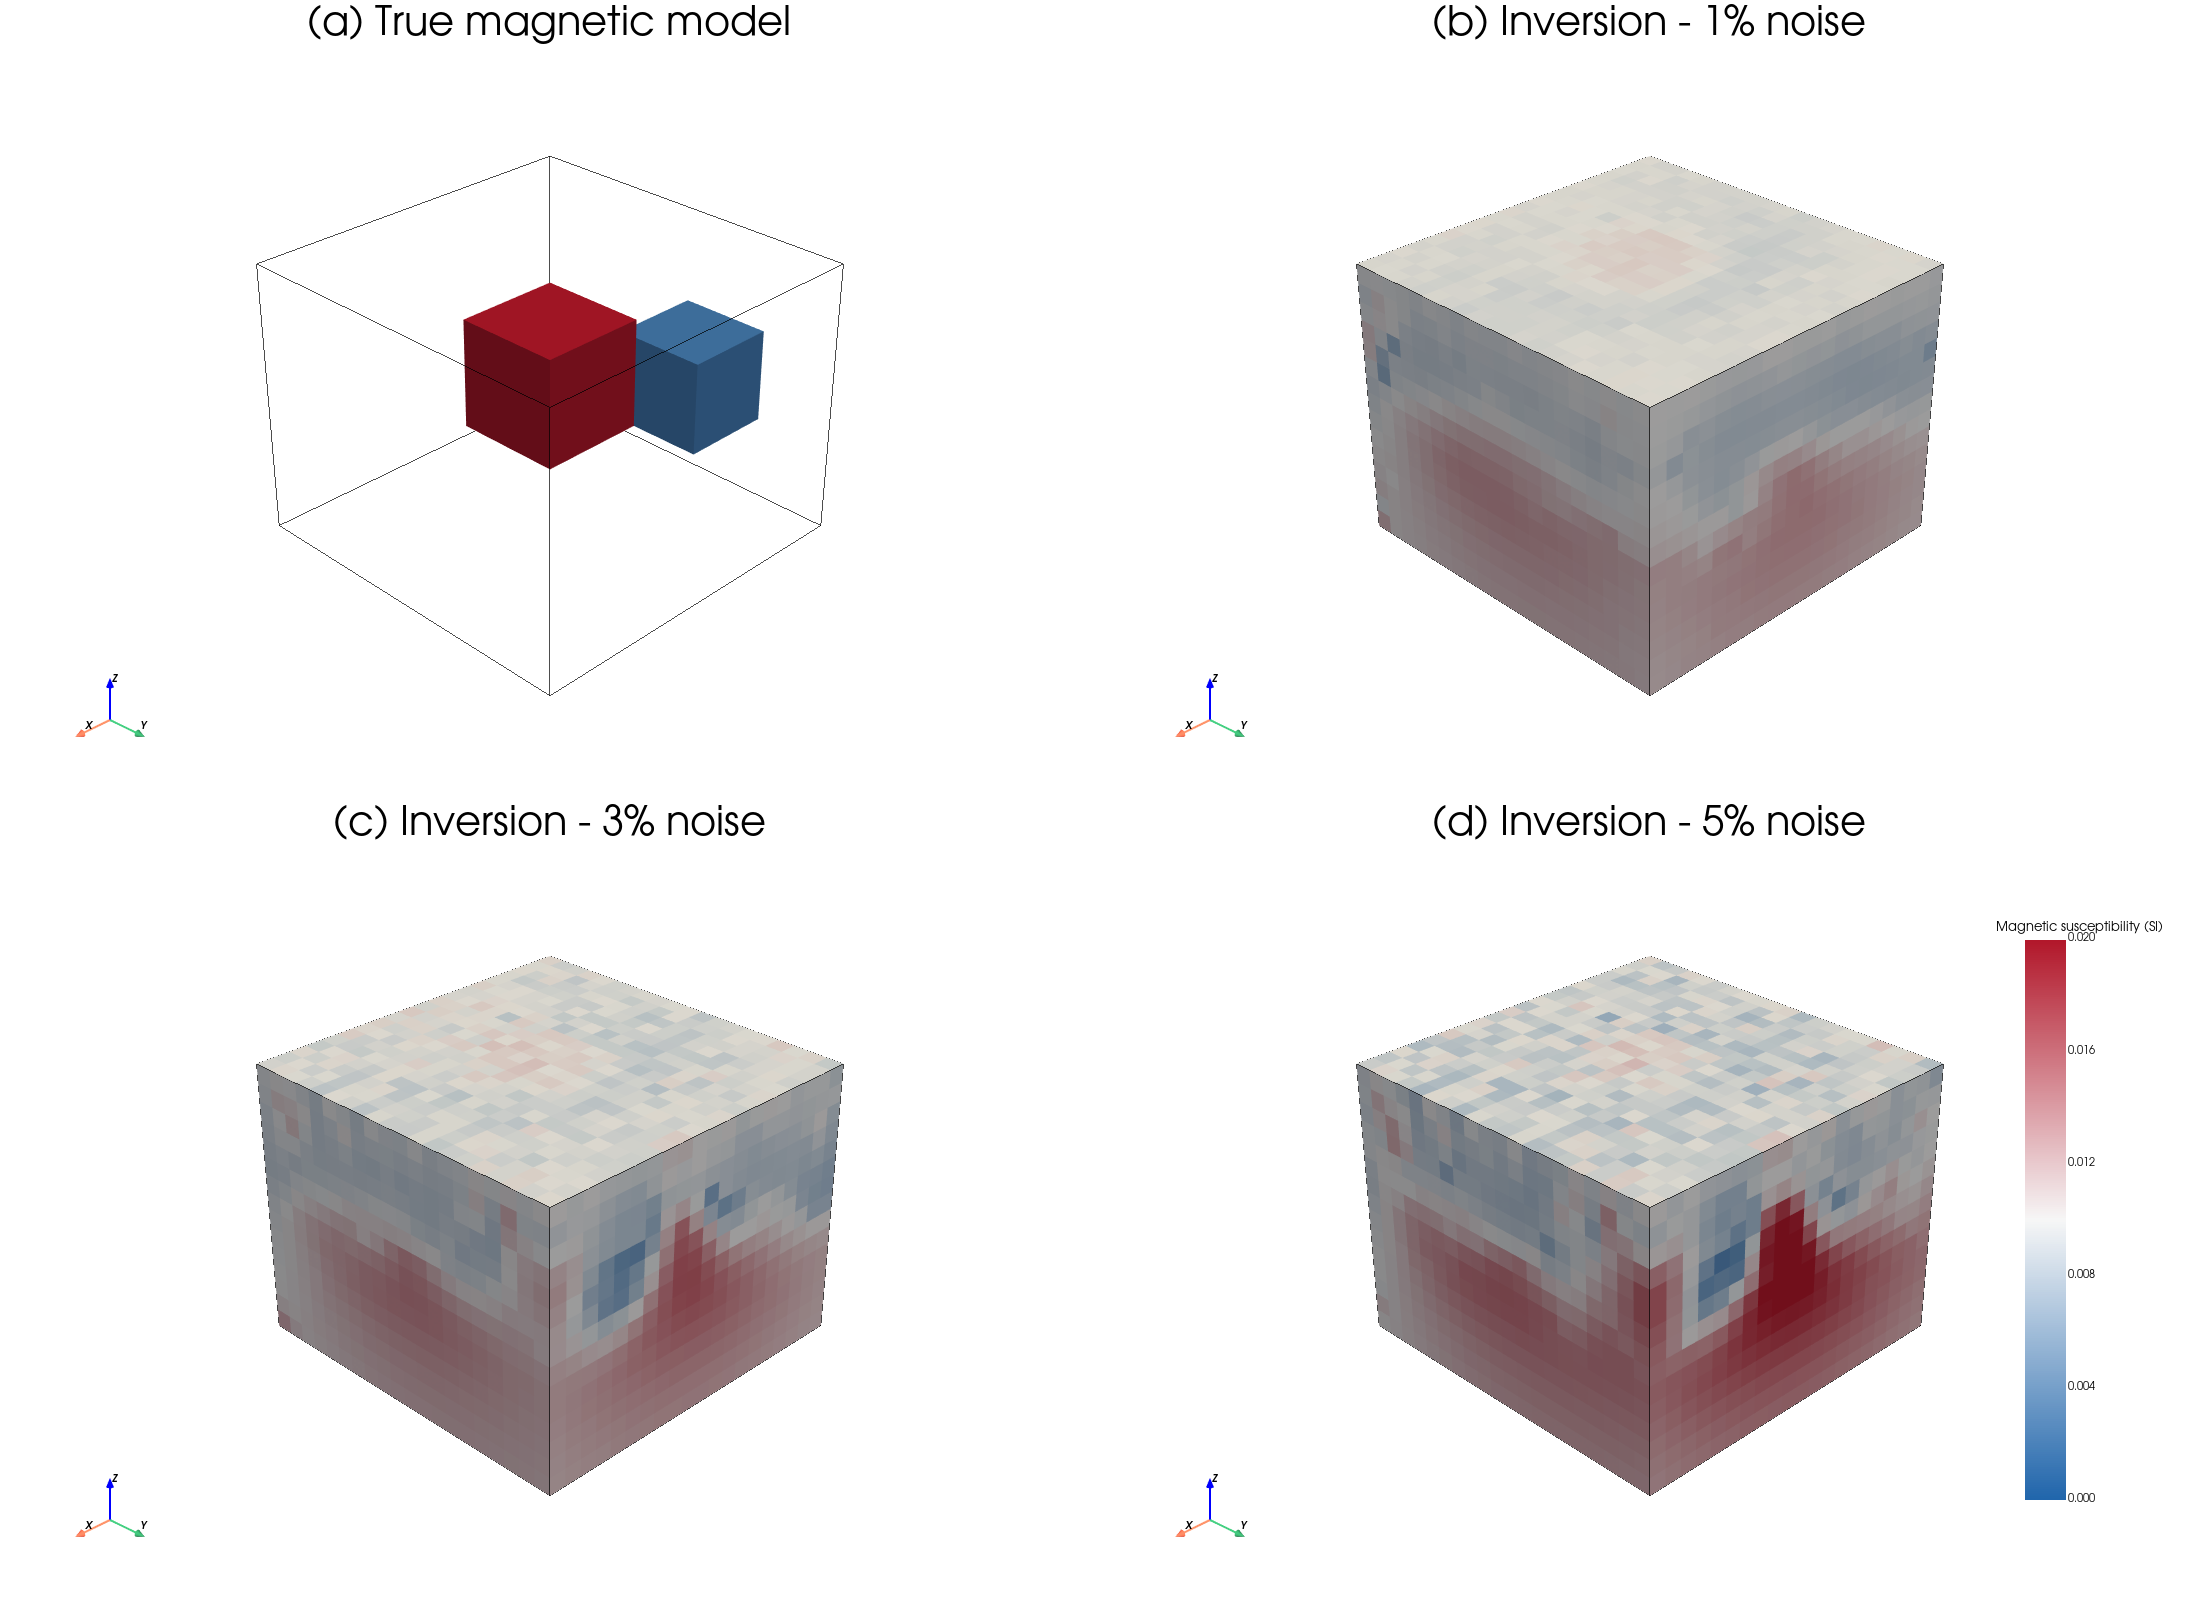 (a) True magnetic model
(b) Inversion - 1% noise
Z
X
Y
Z
X
Y
(c) Inversion - 3% noise
(d) Inversion - 5% noise
Magnetic susceptibility (SI)
0.020
0.016
0.012
0.008
0.004
0.000
Z
X
Y
Z
X
Y